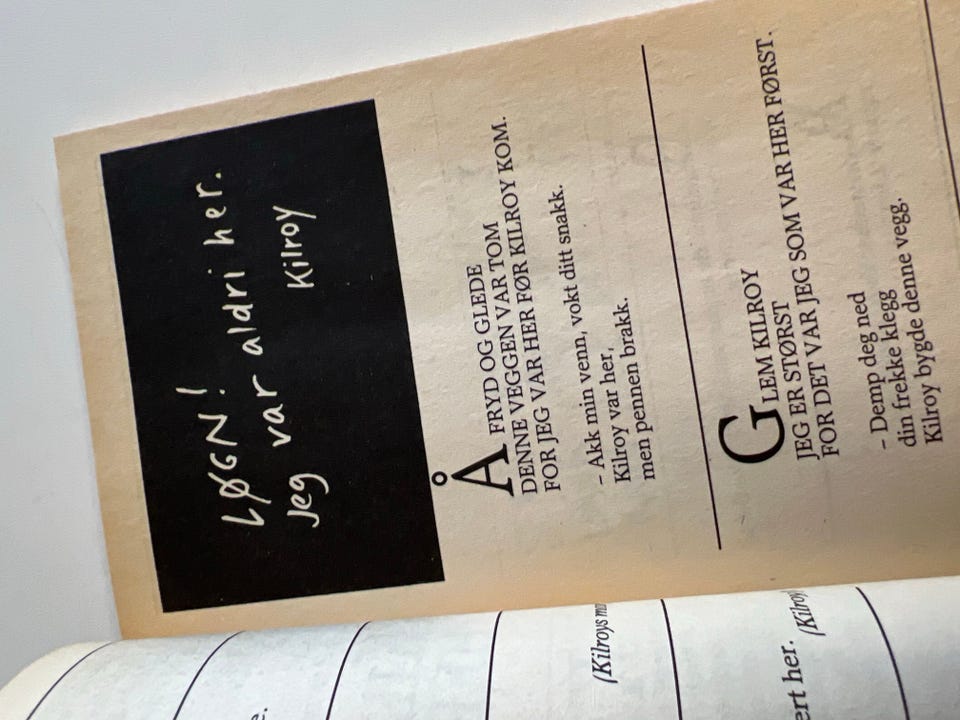 LØGN!
Jeg var aldri her.
Kilroy
Å FRYD OG GLEDE
DENNE VEGGEN VAR TOM
FOR JEG VAR HER FØR KILROY KOM.
– Akk min venn, vokt ditt snakk.
Kilroy var her,
men pennen brakk.
GLEM KILROY
JEG ER STØRST
FOR DET VAR JEG SOM VAR HER FØRST.
– Demp deg ned
din frekke klegg
Kilroy bygde denne vegg.
(Kilroys
her.
(Kilroy